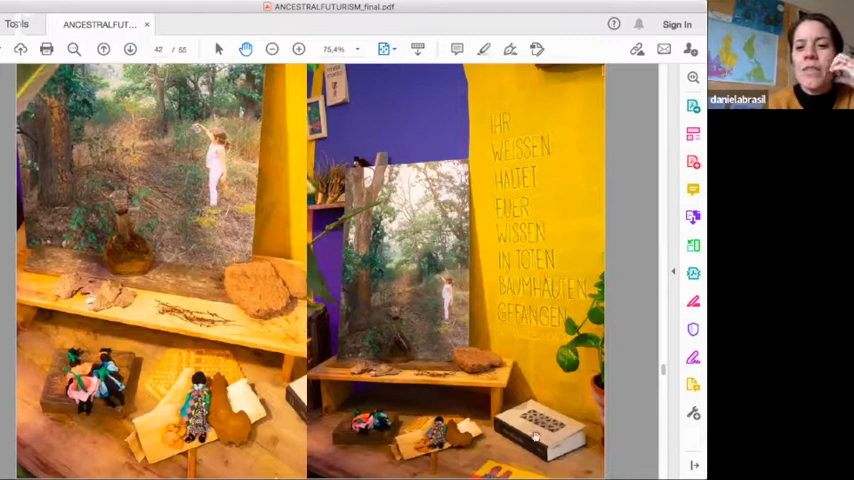 ANCESTRALFUTURISM_final.pdf
Tools
ANCESTRALFUT...
Sign In
42 / 55
75,4%
IHR
WEISSEN
HALTET
EUER
WISSEN
IN TOTEN
BAUMHAUTEN
GEFANGEN
danielabrasil